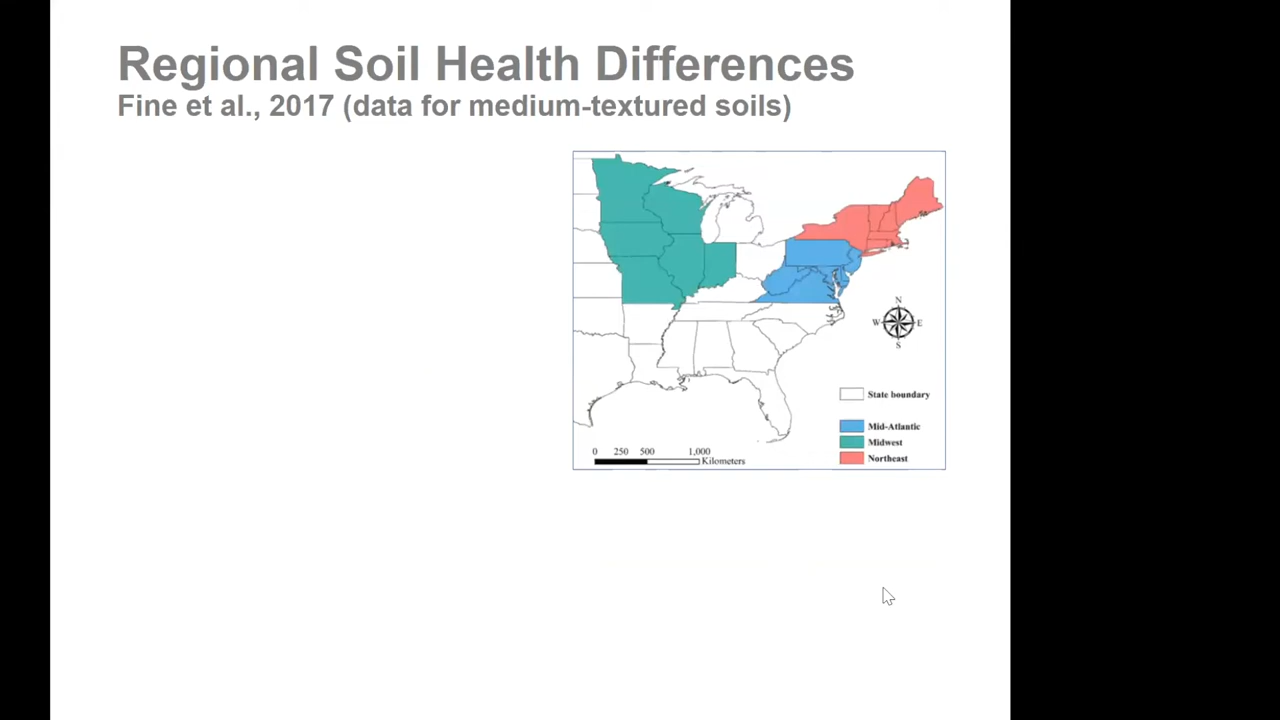 Regional Soil Health Differences
Fine et al., 2017 (data for medium-textured soils)
N
W E
S
State boundary
Mid-Atlantic
Midwest
Northeast
0 250 500 1,000
Kilometers